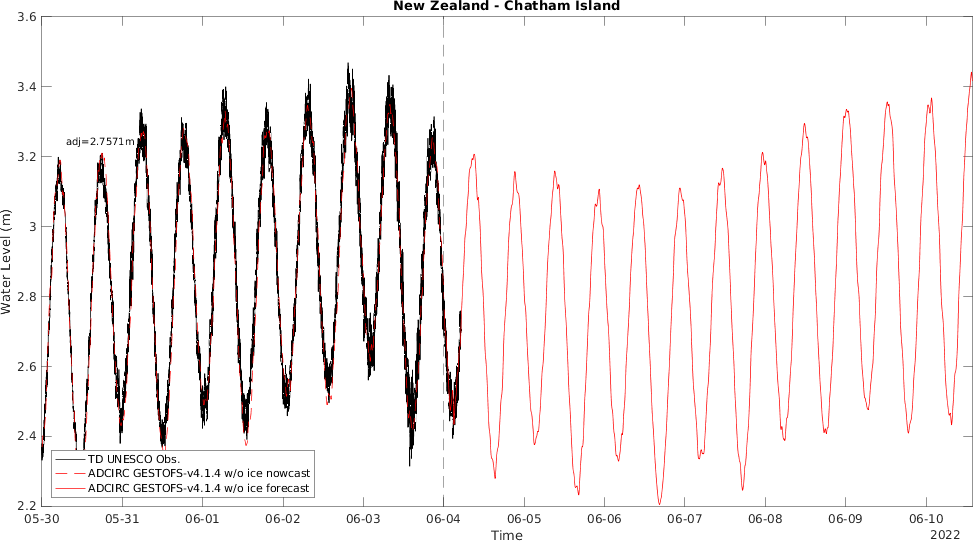 New Zealand - Chatham Island
3.6
3.4
3.2
3
2.8
2.6
2.4
2.2
Water Level (m)
adj=2.7571m
TD UNESCO Obs.
ADCIRC GESTOFS-v4.1.4 w/o ice nowcast
ADCIRC GESTOFS-v4.1.4 w/o ice forecast
05-30 05-31 06-01 06-02 06-03 06-04 06-05 06-06 06-07 06-08 06-09 06-10
2022
Time